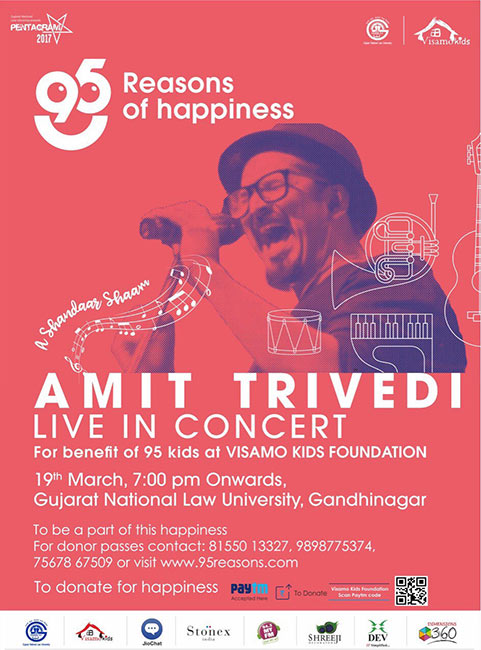 PENTAGRAM
2017
Visamo kids
95 Reasons
of happiness
A Shandaar Shaam
AMIT TRIVEDI
LIVE IN CONCERT
For benefit of 95 kids at VISAMO KIDS FOUNDATION
19th March, 7:00 pm Onwards,
Gujarat National Law University, Gandhinagar
To be a part of this happiness
For donor passes contact: 81550 13327, 9898775374,
75678 67509 or visit www.95reasons.com
To donate for happiness
Paytm
Accepted Here
To Donate
Visamo Kids Foundation
Scan Paytm code
Visamo kids
JioChat
Stonex
india
SHREEJI
DEV
DIMENSIONS
360